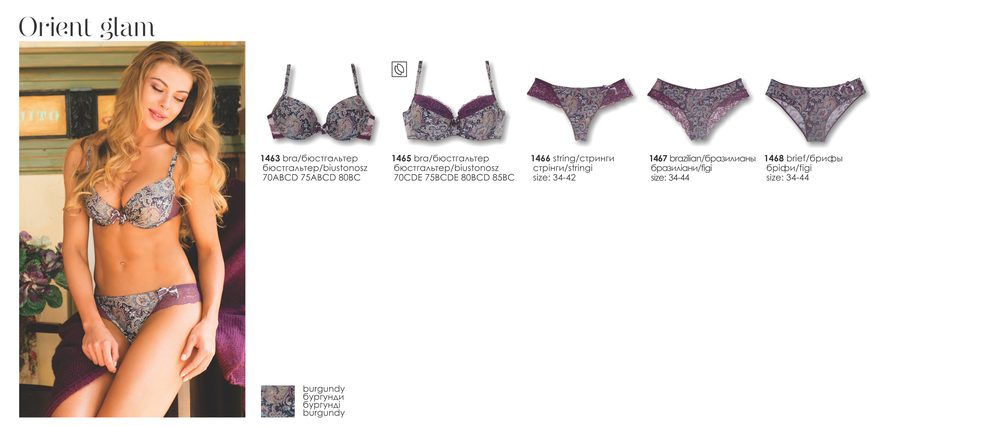 Orient glam
1463 bra/бюстгальтер
бюстгальтер/biustonosz
70ABCD 75ABCD 80BC
1465 bra/бюстгальтер
бюстгальтер/biustonosz
70CDE 75BCDE 80BCD 85BC
1466 string/стринги
стрінги/stringi
size: 34-42
1467 brazilian/бразилианы
бразиліани/figi
size: 34-44
1468 brief/брифы
бріфи/figi
size: 34-44
burgundy
бургунди
бургунді
burgundy